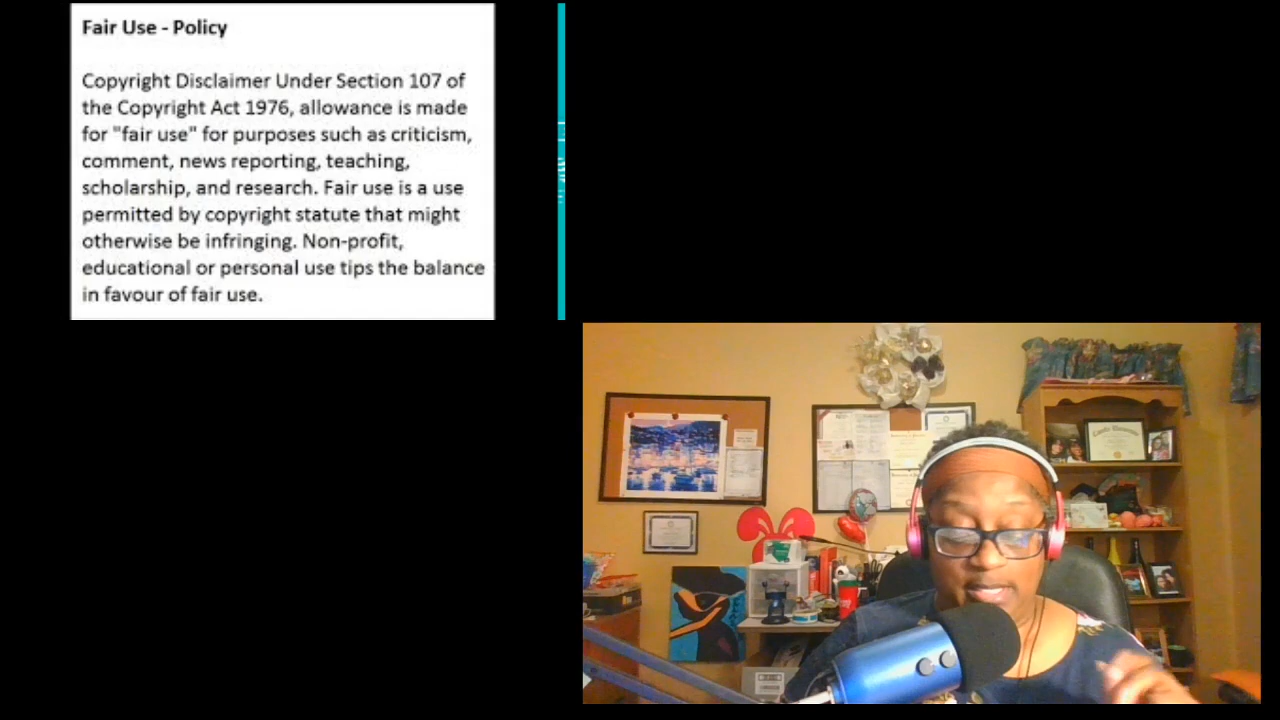 Fair Use - Policy
Copyright Disclaimer Under Section 107 of
the Copyright Act 1976, allowance is made
for "fair use" for purposes such as criticism,
comment, news reporting, teaching,
scholarship, and research. Fair use is a use
permitted by copyright statute that might
otherwise be infringing. Non-profit,
educational or personal use tips the balance
in favour of fair use.